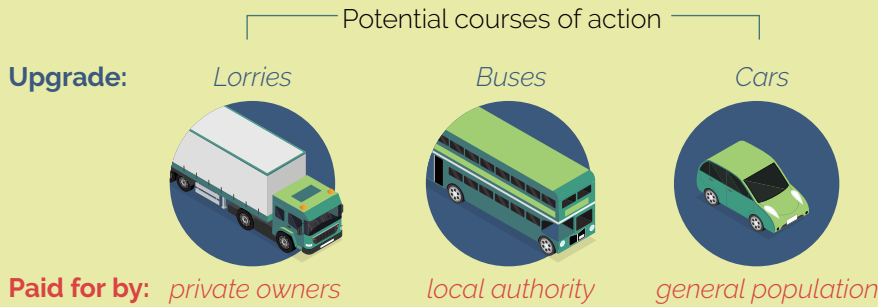 Potential courses of action
Upgrade: Lorries Buses Cars
Paid for by: private owners local authority general population